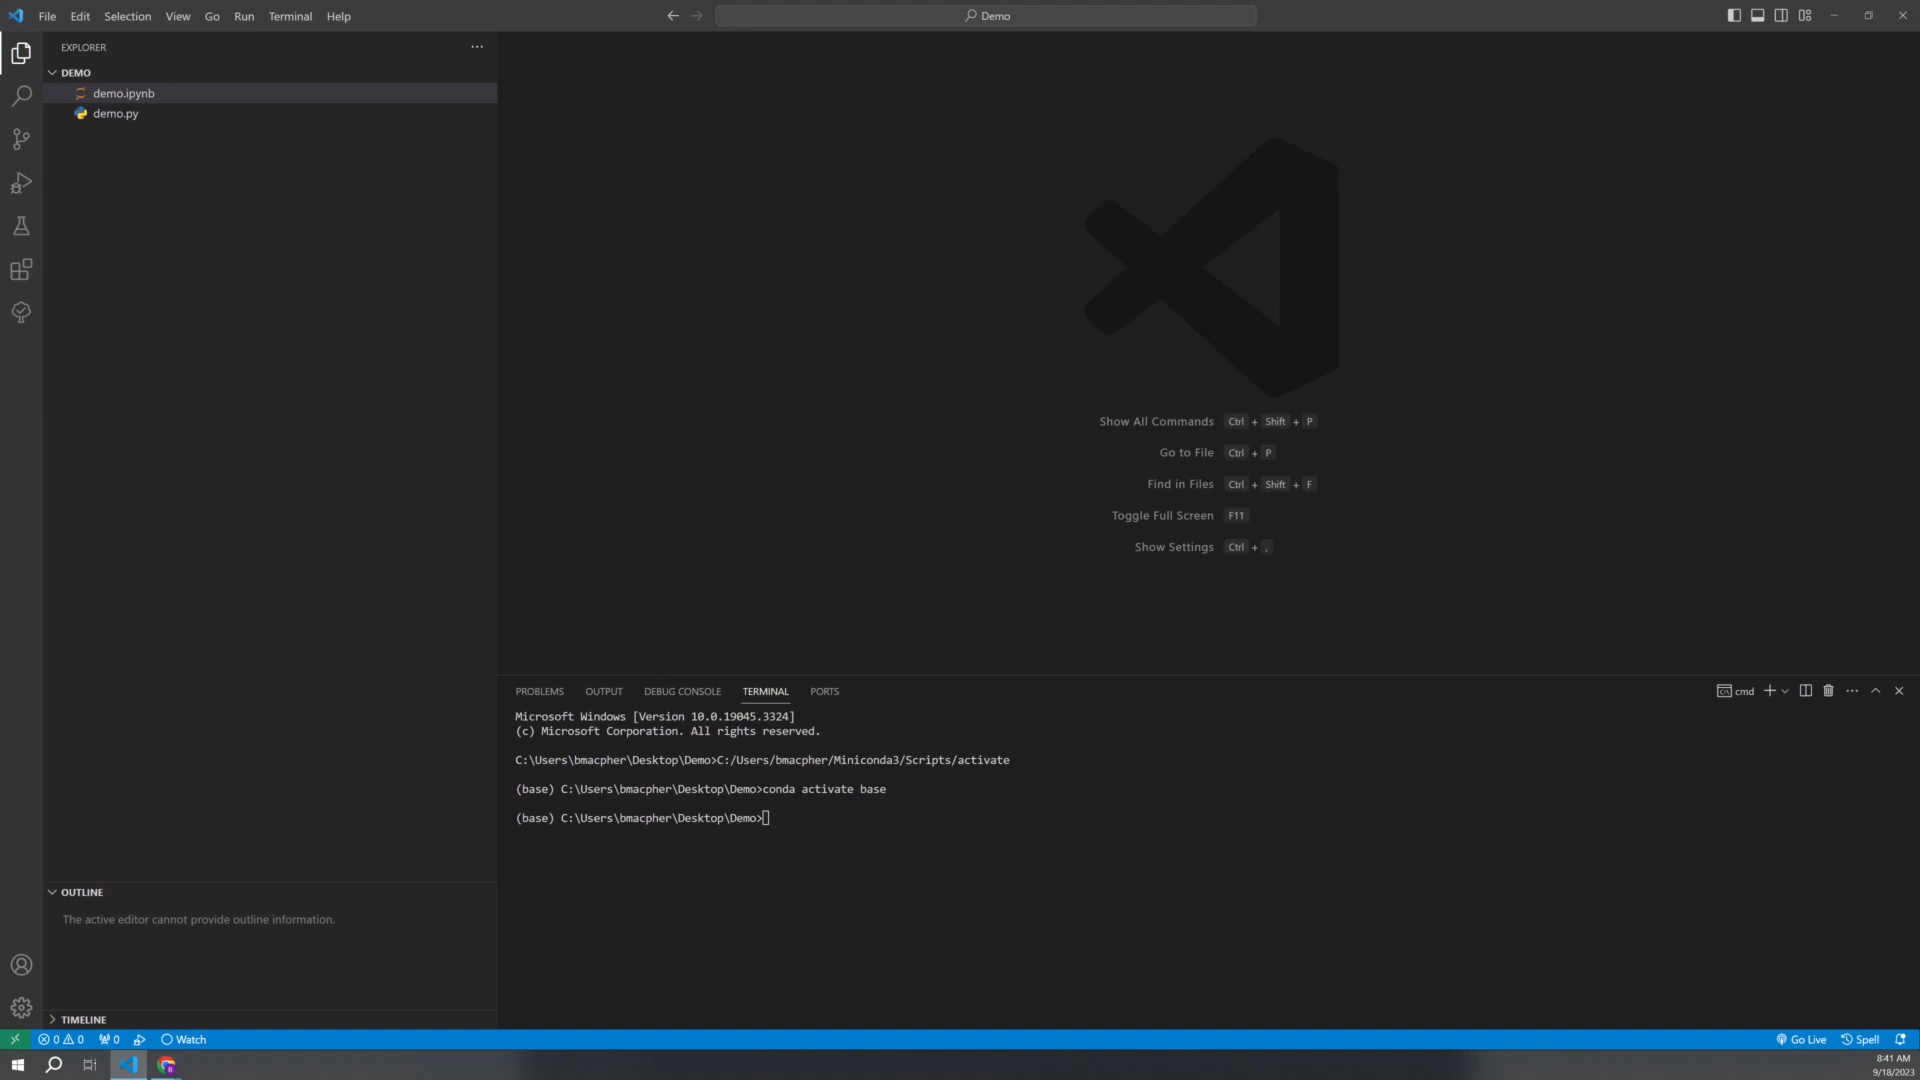 File Edit Selection View Go Run Terminal Help
Demo
EXPLORER
DEMO
demo.ipynb
demo.py
Show All Commands Ctrl + Shift + P
Go to File Ctrl + P
Find in Files Ctrl + Shift + F
Toggle Full Screen F11
Show Settings Ctrl + ,
PROBLEMS OUTPUT DEBUG CONSOLE TERMINAL PORTS
cmd
Microsoft Windows [Version 10.0.19045.3324]
(c) Microsoft Corporation. All rights reserved.
C:\Users\bmacpher\Desktop\Demo>C:/Users/bmacpher/Miniconda3/Scripts/activate
(base) C:\Users\bmacpher\Desktop\Demo>conda activate base
(base) C:\Users\bmacpher\Desktop\Demo>
OUTLINE
The active editor cannot provide outline information.
TIMELINE
0 0 0 Watch
Go Live Spell
8:41 AM
9/18/2023